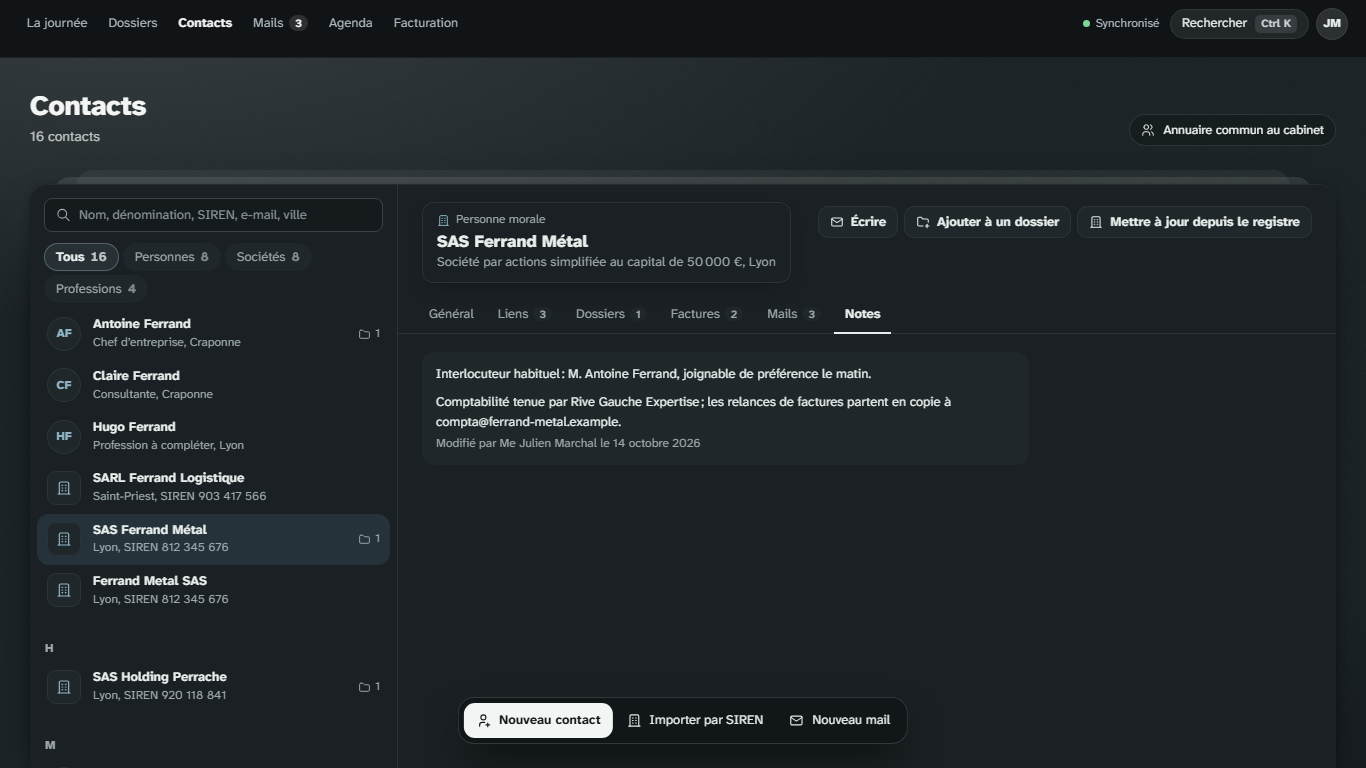 La journée
Dossiers
Contacts
Mails 3
Agenda
Facturation
Synchronisé
Rechercher Ctrl K
JM
Contacts
16 contacts
Annuaire commun au cabinet
Nom, dénomination, SIREN, e-mail, ville
Tous 16
Personnes 8
Sociétés 8
Professions 4
AF
Antoine Ferrand
Chef d'entreprise, Craponne
1
CF
Claire Ferrand
Consultante, Craponne
HF
Hugo Ferrand
Profession à compléter, Lyon
SARL Ferrand Logistique
Saint-Priest, SIREN 903 417 566
SAS Ferrand Métal
Lyon, SIREN 812 345 676
1
Ferrand Metal SAS
Lyon, SIREN 812 345 676
H
SAS Holding Perrache
Lyon, SIREN 920 118 841
1
M
Personne morale
SAS Ferrand Métal
Société par actions simplifiée au capital de 50 000 €, Lyon
Écrire
Ajouter à un dossier
Mettre à jour depuis le registre
Général
Liens 3
Dossiers 1
Factures 2
Mails 3
Notes
Interlocuteur habituel : M. Antoine Ferrand, joignable de préférence le matin.
Comptabilité tenue par Rive Gauche Expertise ; les relances de factures partent en copie à
compta@ferrand-metal.example.
Modifié par Me Julien Marchal le 14 octobre 2026
Nouveau contact
Importer par SIREN
Nouveau mail